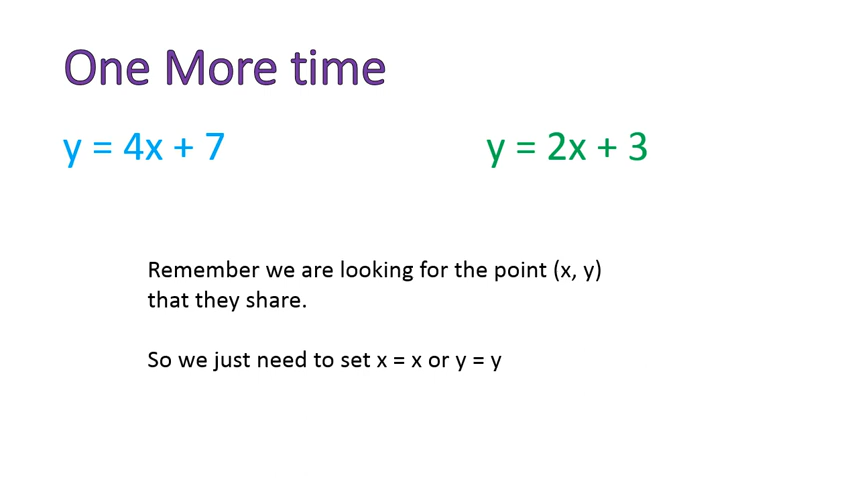 One More time
y = 4x + 7
y = 2x + 3
Remember we are looking for the point (x, y)
that they share.
So we just need to set x = x or y = y